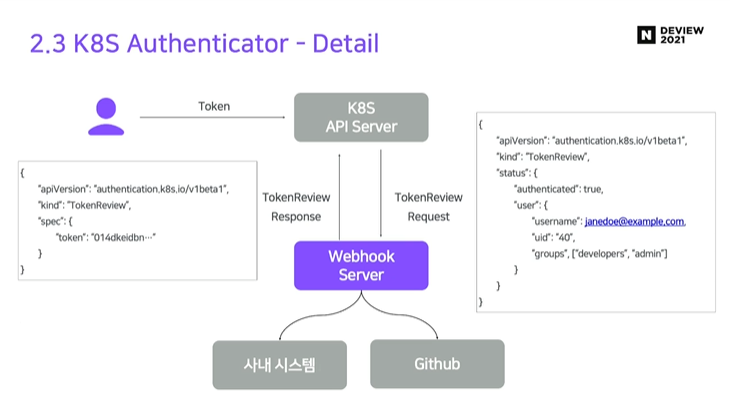 2.3 K8S Authenticator - Detail
N DEVIEW
2021
Token
K8S
API Server
{
"apiVersion": "authentication.k8s.io/v1beta1",
"kind": "TokenReview",
"spec": {
"token": "014dkeidbn···"
}
}
TokenReview
Response
TokenReview
Request
{
"apiVersion": "authentication.k8s.io/v1beta1",
"kind": "TokenReview",
"status": {
"authenticated": true,
"user": {
"username": janedoe@example.com,
"uid": "40",
"groups", ["developers", "admin"]
}
}
}
Webhook
Server
사내 시스템
Github